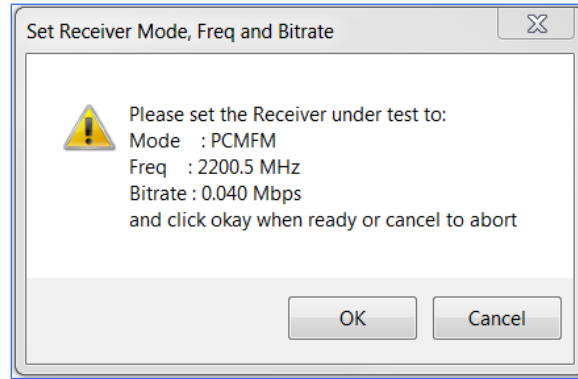 Set Receiver Mode, Freq and Bitrate
Please set the Receiver under test to:
Mode : PCMFM
Freq : 2200.5 MHz
Bitrate : 0.040 Mbps
and click okay when ready or cancel to abort
OK Cancel